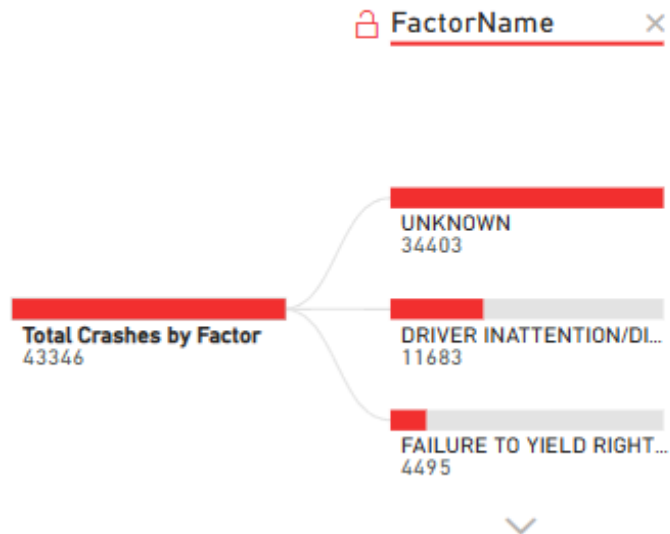 FactorName
Total Crashes by Factor
43346
UNKNOWN
34403
DRIVER INATTENTION/DI...
11683
FAILURE TO YIELD RIGHT...
4495